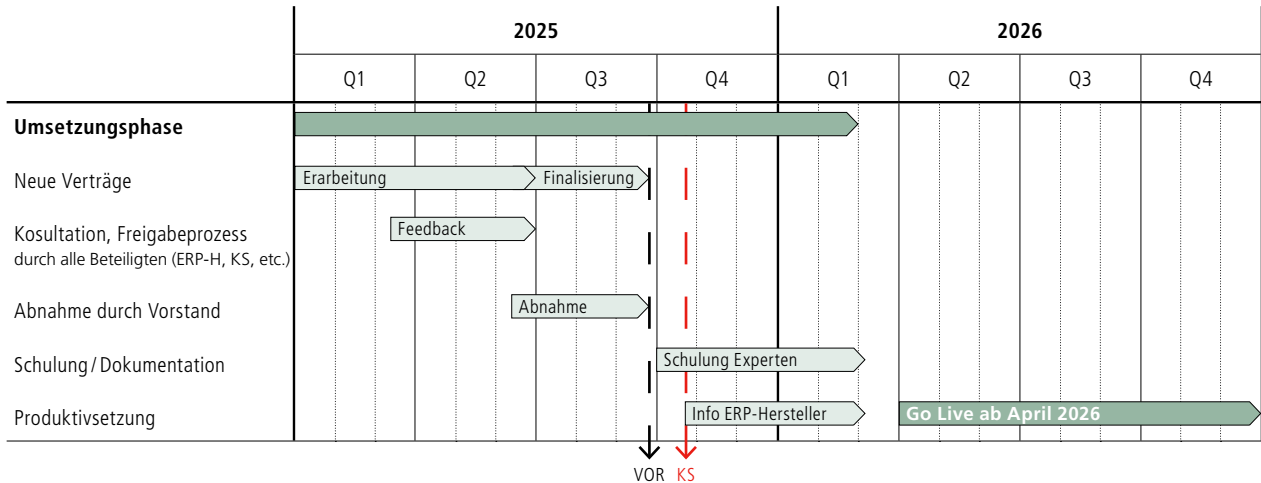 2025 2026
Q1 Q2 Q3 Q4 Q1 Q2 Q3 Q4
Umsetzungsphase
Neue Verträge Erarbeitung Finalisierung
Kosultation, Freigabeprozess Feedback
durch alle Beteiligten (ERP-H, KS, etc.)
Abnahme durch Vorstand Abnahme
Schulung/Dokumentation Schulung Experten
Produktivsetzung Info ERP-Hersteller Go Live ab April 2026
VOR KS